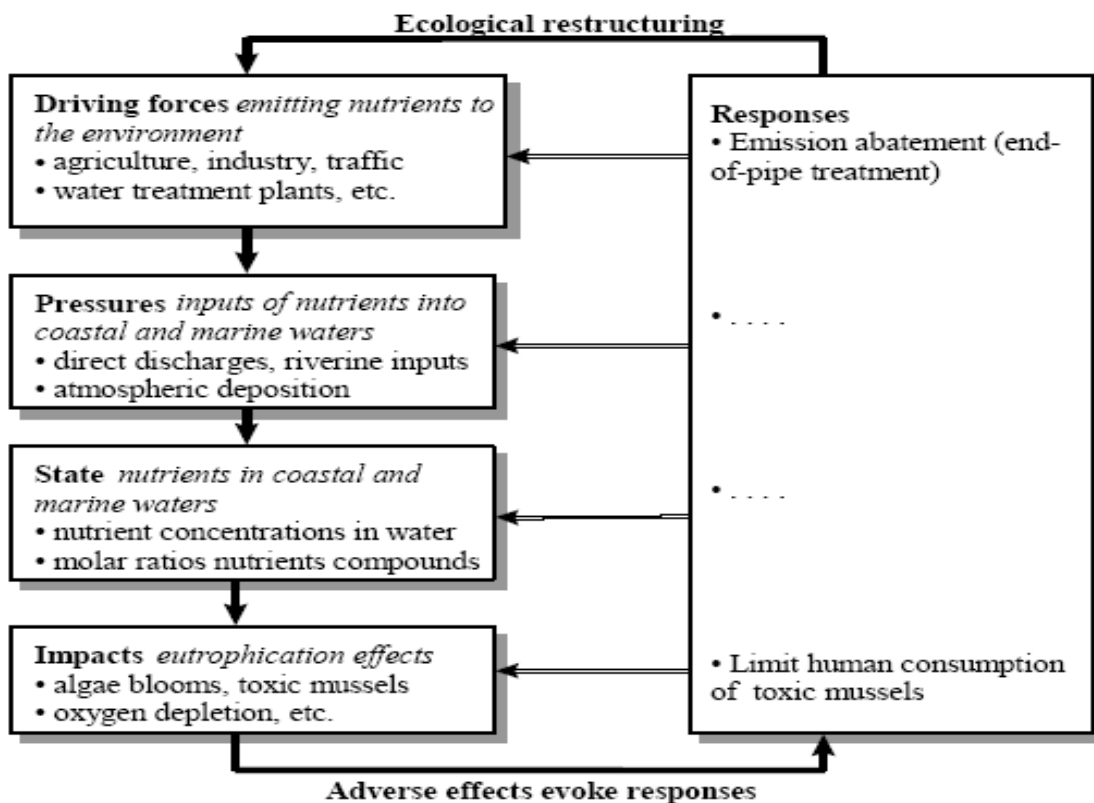 Ecological restructuring
Driving forces emitting nutrients to
the environment
• agriculture, industry, traffic
• water treatment plants, etc.
Pressures inputs of nutrients into
coastal and marine waters
• direct discharges, riverine inputs
• atmospheric deposition
State nutrients in coastal and
marine waters
• nutrient concentrations in water
• molar ratios nutrients compounds
Impacts eutrophication effects
• algae blooms, toxic mussels
• oxygen depletion, etc.
Responses
• Emission abatement (end-
of-pipe treatment)
• . . . .
• . . . .
• Limit human consumption
of toxic mussels
Adverse effects evoke responses